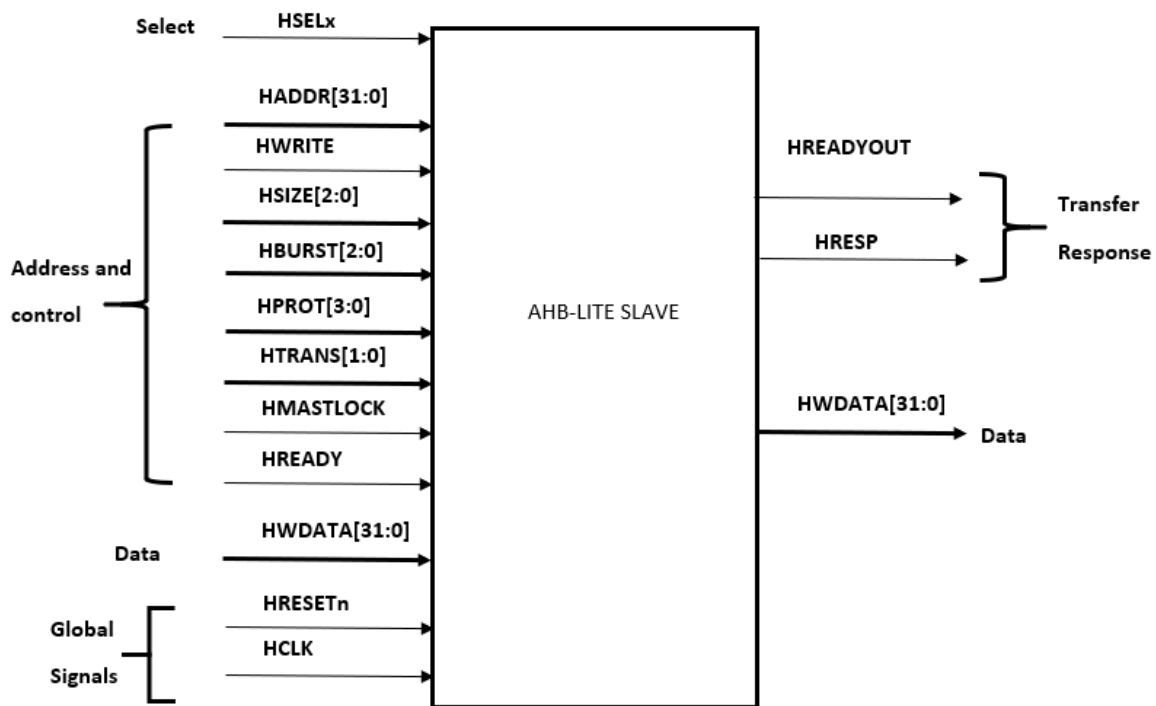 Select
HSELx
HADDR[31:0]
HWRITE
HSIZE[2:0]
HBURST[2:0]
Address and
control
HPROT[3:0]
HTRANS[1:0]
HMASTLOCK
HREADY
Data
HWDATA[31:0]
Global
Signals
HRESETn
HCLK
AHB-LITE SLAVE
HREADYOUT
HRESP
Transfer
Response
HWDATA[31:0]
Data